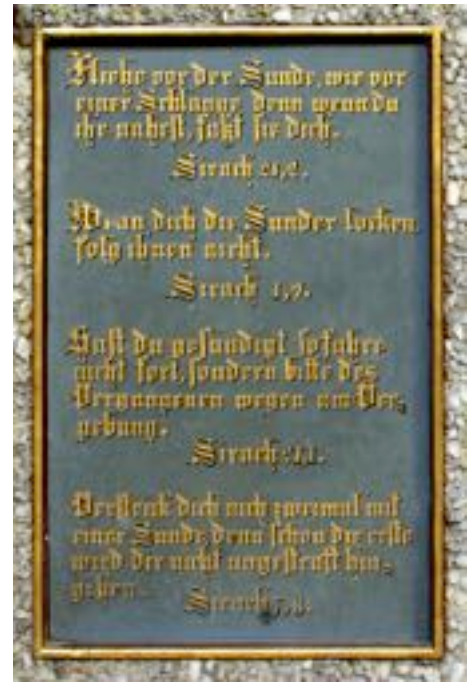 Fliehe vor der Sünde, wie vor
einer Schlange, denn wenn du
ihr nahest, faßt sie dich.
Sirach 21,2.
Wenn dich die Sünder locken
folg ihnen nicht.
Sirach 1,9.
Hast du gesündigt, so fahre
nicht fort, sondern bitte des
Vergangenen wegen um Ver,
gebung.
Sirach 21,1.
Verstrick dich nicht zweimal mit
einer Sünde, denn schon die erste
wird dir nicht ungestraft hin,
gehen.
Sirach 7,8.